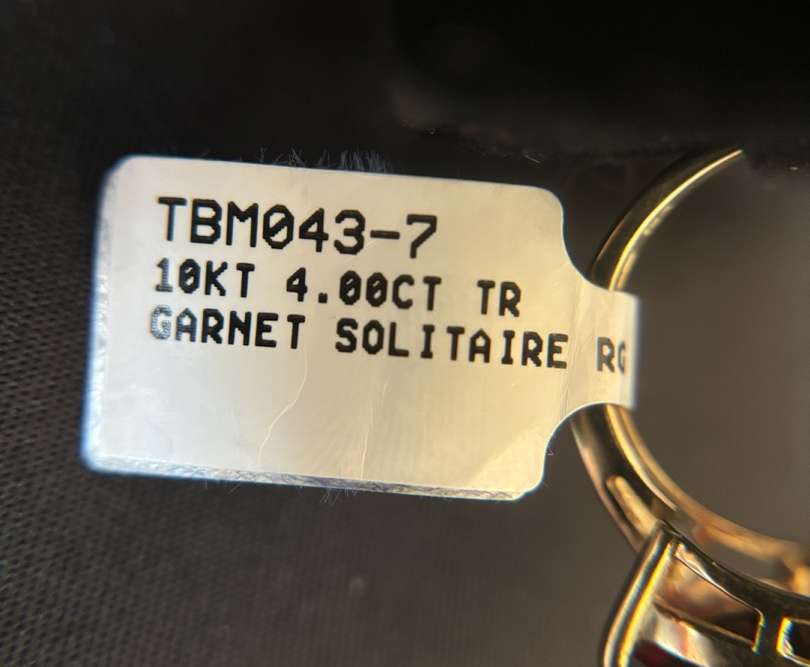 TBM043-7
10KT 4.00CT TR
GARNET SOLITAIRE RG